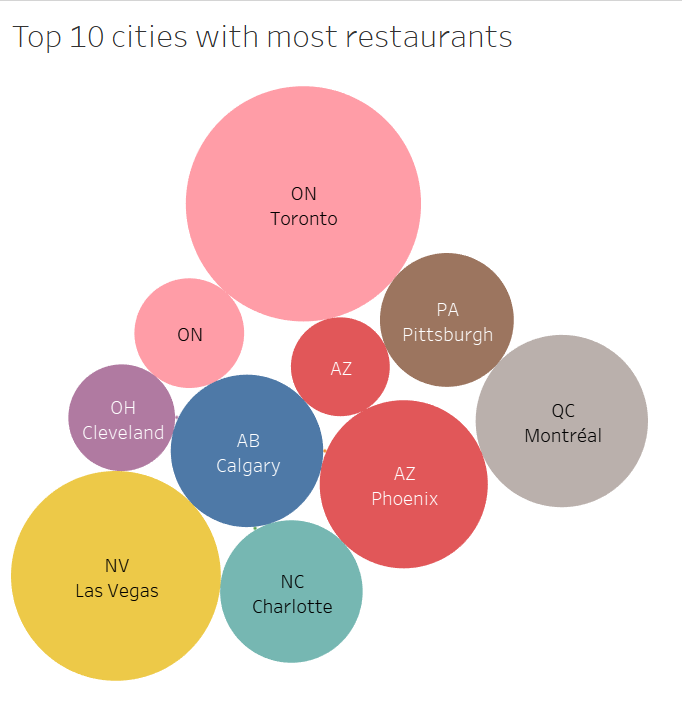 Top 10 cities with most restaurants
ON
Toronto
PA
Pittsburgh
ON
AZ
QC
Montréal
OH
Cleveland
AB
Calgary
AZ
Phoenix
NV
Las Vegas
NC
Charlotte